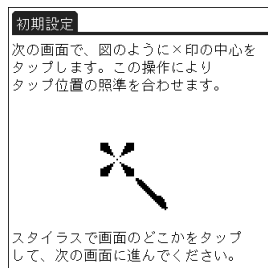 初期設定
次の画面で、図のように×印の中心を
タップします。この操作により
タップ位置の照準を合わせます。
スタイラスで画面のどこかをタップ
して、次の画面に進んでください。